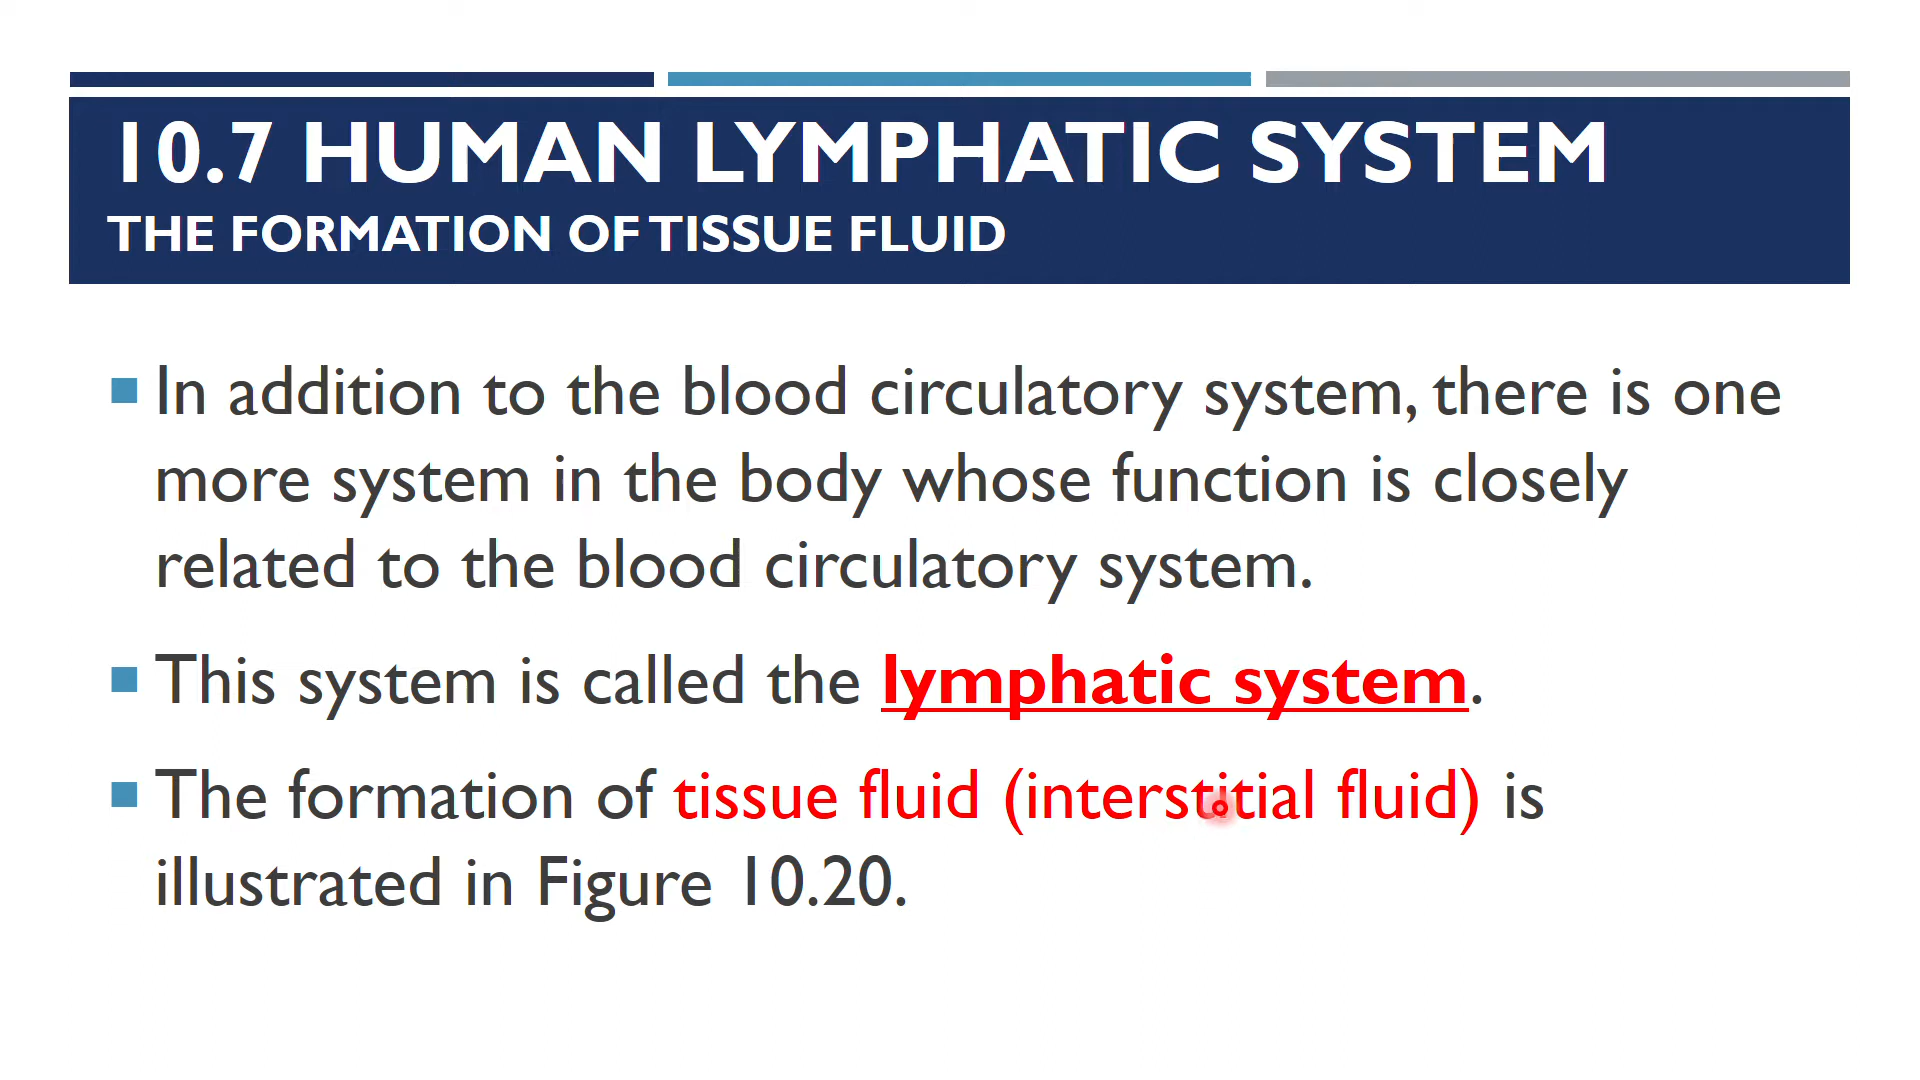 10.7 HUMAN LYMPHATIC SYSTEM
THE FORMATION OF TISSUE FLUID
In addition to the blood circulatory system, there is one
more system in the body whose function is closely
related to the blood circulatory system.
This system is called the lymphatic system.
The formation of tissue fluid (interstitial fluid) is
illustrated in Figure 10.20.